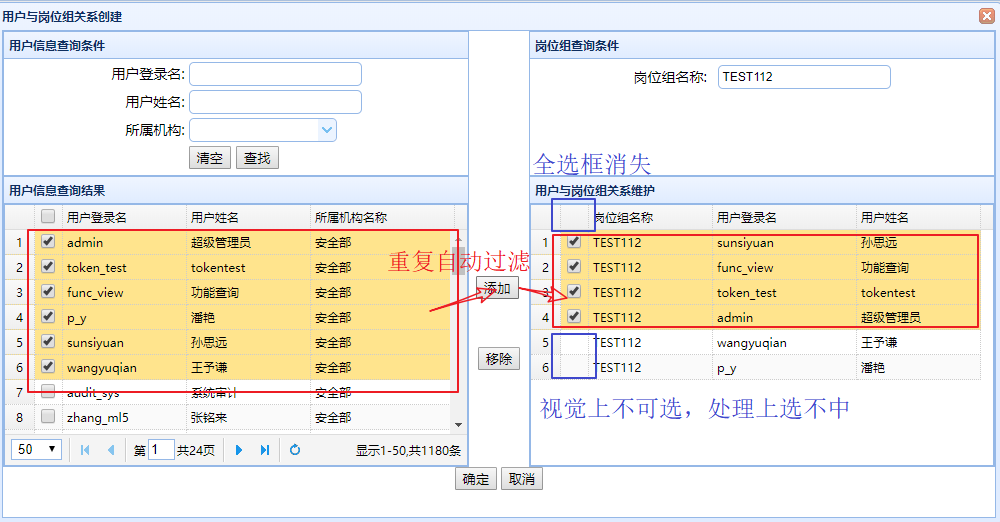 用户与岗位组关系创建
用户信息查询条件
用户登录名:
用户姓名:
所属机构:
清空 查找
岗位组查询条件
岗位组名称: TEST112
全选框消失
用户信息查询结果
用户登录名 用户姓名 所属机构名称
1 admin 超级管理员 安全部
2 token_test tokentest 安全部
3 func_view 功能查询 安全部
4 p_y 潘艳 安全部
5 sunsiyuan 孙思远 安全部
6 wangyuqian 王予谦 安全部
7 audit_sys 系统审计 安全部
8 zhang_ml5 张铭来 安全部
50 第 1 共24页 显示1-50,共1180条
重复自动过滤
添加
移除
用户与岗位组关系维护
岗位组名称 用户登录名 用户姓名
1 TEST112 sunsiyuan 孙思远
2 TEST112 func_view 功能查询
3 TEST112 token_test tokentest
4 TEST112 admin 超级管理员
5 TEST112 wangyuqian 王予谦
6 TEST112 p_y 潘艳
视觉上不可选，处理上选不中
确定 取消